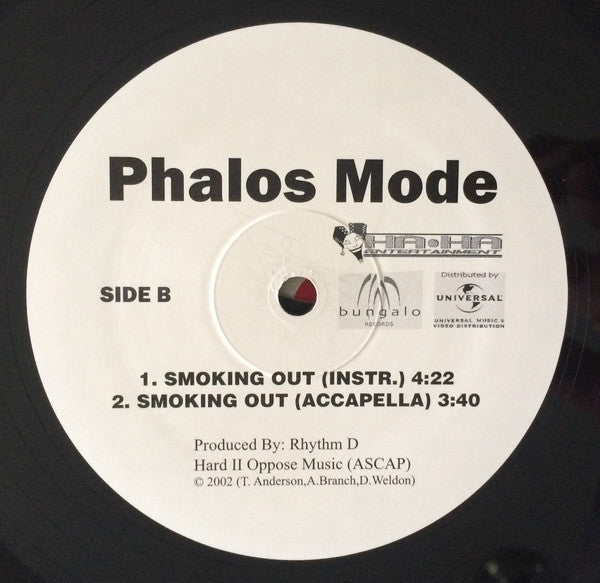 Phalos Mode
HA•HA
ENTERTAINMENT
SIDE B
bungalo
RECORDS
Distributed by
UNIVERSAL
UNIVERSAL MUSIC &
VIDEO DISTRIBUTION
1. SMOKING OUT (INSTR.) 4:22
2. SMOKING OUT (ACCAPELLA) 3:40
Produced By: Rhythm D
Hard II Oppose Music (ASCAP)
© 2002 (T. Anderson,A.Branch,D.Weldon)